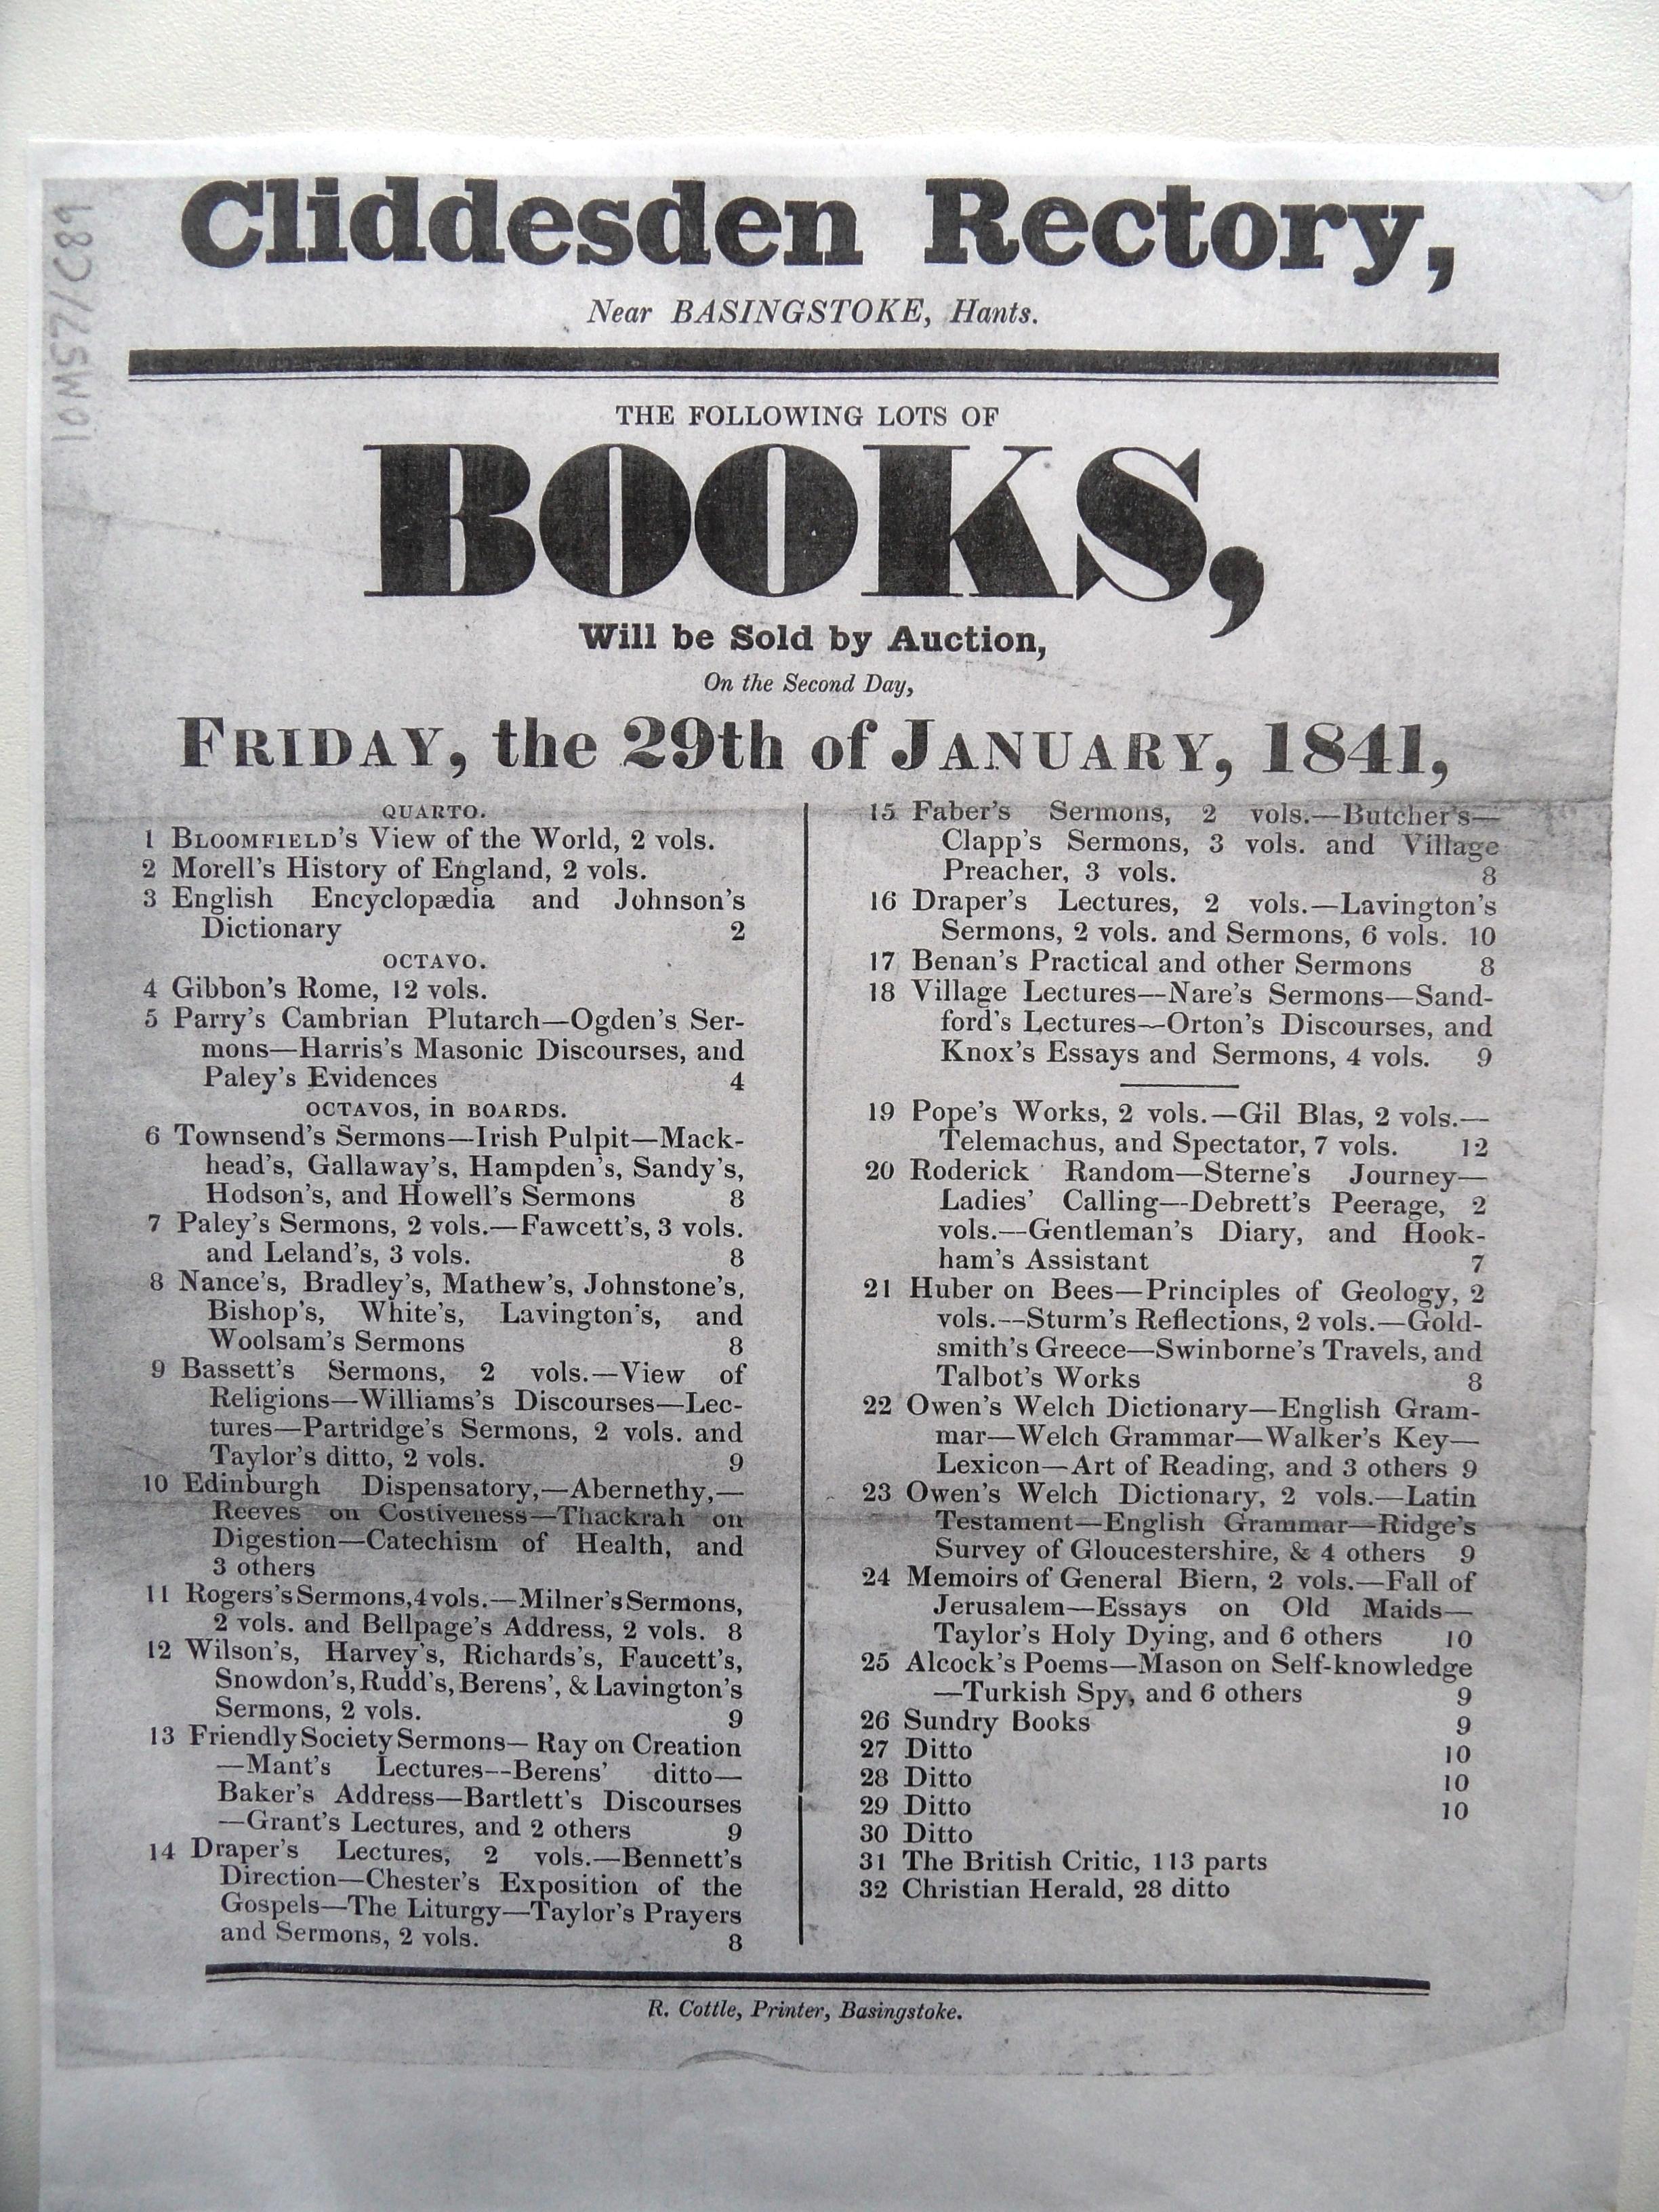 10M57/C89
Cliddesden Rectory,
Near BASINGSTOKE, Hants.
THE FOLLOWING LOTS OF
BOOKS,
Will be Sold by Auction,
On the Second Day,
FRIDAY, the 29th of JANUARY, 1841,
QUARTO.
1 BLOOMFIELD's View of the World, 2 vols.
2 Morell's History of England, 2 vols.
3 English Encyclopædia and Johnson's
Dictionary 2
OCTAVO.
4 Gibbon's Rome, 12 vols.
5 Parry's Cambrian Plutarch—Ogden's Ser-
mons—Harris's Masonic Discourses, and
Paley's Evidences 4
OCTAVOS, in BOARDS.
6 Townsend's Sermons—Irish Pulpit—Mack-
head's, Gallaway's, Hampden's, Sandy's,
Hodson's, and Howell's Sermons 8
7 Paley's Sermons, 2 vols.—Fawcett's, 3 vols.
and Leland's, 3 vols. 8
8 Nance's, Bradley's, Mathew's, Johnstone's,
Bishop's, White's, Lavington's, and
Woolsam's Sermons 8
9 Bassett's Sermons, 2 vols.—View of
Religions—Williams's Discourses—Lec-
tures—Partridge's Sermons, 2 vols. and
Taylor's ditto, 2 vols. 9
10 Edinburgh Dispensatory,—Abernethy,—
Reeves on Costiveness—Thackrah on
Digestion—Catechism of Health, and
3 others
11 Rogers's Sermons, 4 vols.—Milner's Sermons,
2 vols. and Bellpage's Address, 2 vols. 8
12 Wilson's, Harvey's, Richards's, Faucett's,
Snowdon's, Rudd's, Berens', & Lavington's
Sermons, 2 vols. 9
13 Friendly Society Sermons— Ray on Creation
—Mant's Lectures--Berens' ditto—
Baker's Address—Bartlett's Discourses
—Grant's Lectures, and 2 others 9
14 Draper's Lectures, 2 vols.—Bennett's
Direction—Chester's Exposition of the
Gospels—The Liturgy—Taylor's Prayers
and Sermons, 2 vols. 8
15 Faber's Sermons, 2 vols.—Butcher's—
Clapp's Sermons, 3 vols. and Village
Preacher, 3 vols. 8
16 Draper's Lectures, 2 vols.—Lavington's
Sermons, 2 vols. and Sermons, 6 vols. 10
17 Benan's Practical and other Sermons 8
18 Village Lectures—Nare's Sermons—Sand-
ford's Lectures—Orton's Discourses, and
Knox's Essays and Sermons, 4 vols. 9
19 Pope's Works, 2 vols.—Gil Blas, 2 vols.—
Telemachus, and Spectator, 7 vols. 12
20 Roderick Random—Sterne's Journey—
Ladies' Calling—Debrett's Peerage, 2
vols.—Gentleman's Diary, and Hook-
ham's Assistant 7
21 Huber on Bees—Principles of Geology, 2
vols.—Sturm's Reflections, 2 vols.—Gold-
smith's Greece—Swinborne's Travels, and
Talbot's Works 8
22 Owen's Welch Dictionary—English Gram-
mar—Welch Grammar—Walker's Key—
Lexicon—Art of Reading, and 3 others 9
23 Owen's Welch Dictionary, 2 vols.—Latin
Testament—English Grammar—Ridge's
Survey of Gloucestershire, & 4 others 9
24 Memoirs of General Biern, 2 vols.—Fall of
Jerusalem—Essays on Old Maids—
Taylor's Holy Dying, and 6 others 10
25 Alcock's Poems—Mason on Self-knowledge
—Turkish Spy, and 6 others 9
26 Sundry Books 9
27 Ditto 10
28 Ditto 10
29 Ditto 10
30 Ditto
31 The British Critic, 113 parts
32 Christian Herald, 28 ditto
R. Cottle, Printer, Basingstoke.